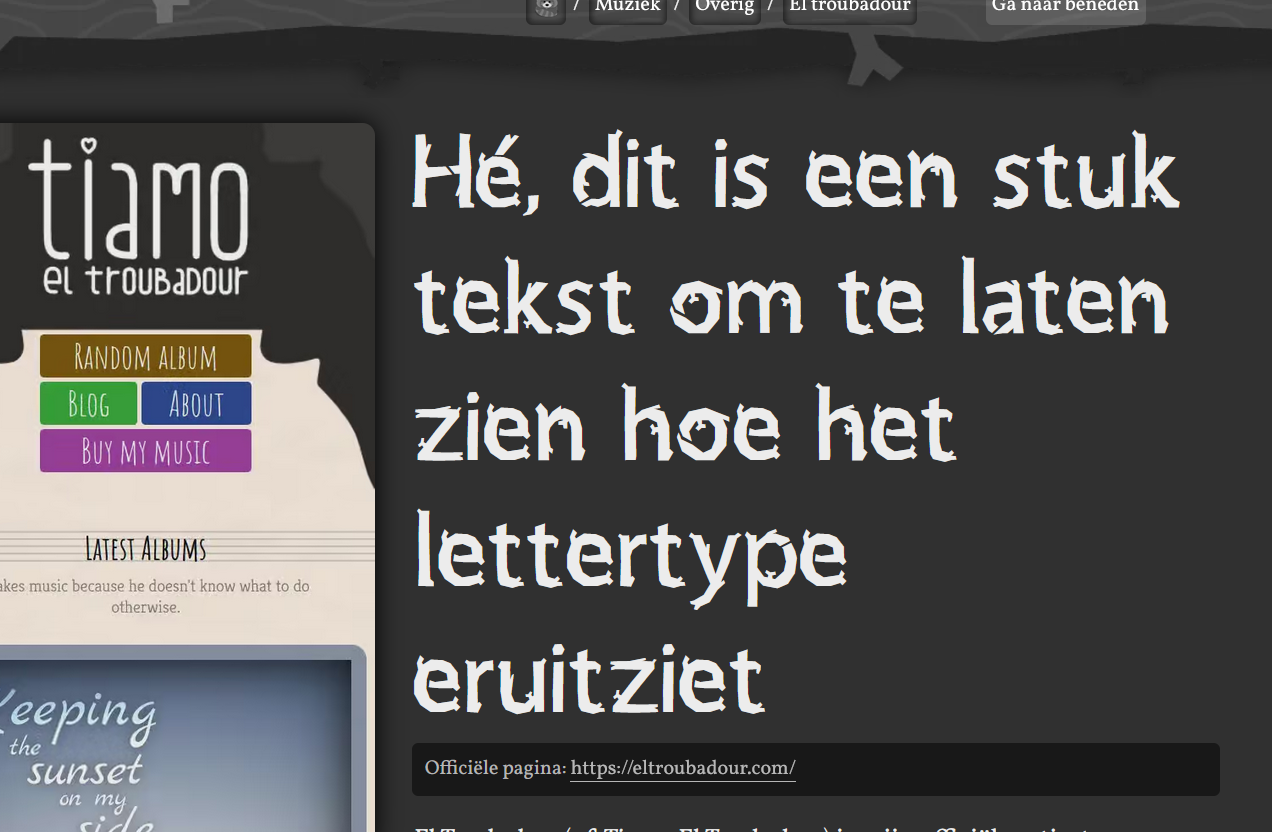 / Muziek / Overig / El troubadour
Ga naar beneden
tiamo
el troubadour
Random album
Blog
About
Buy my music
Latest Albums
music because he doesn't know what to do
otherwise.
Keeping
the
sunset
on my
side
Hé, dit is een stuk
tekst om te laten
zien hoe het
lettertype
eruitziet
Officiële pagina: https://eltroubadour.com/